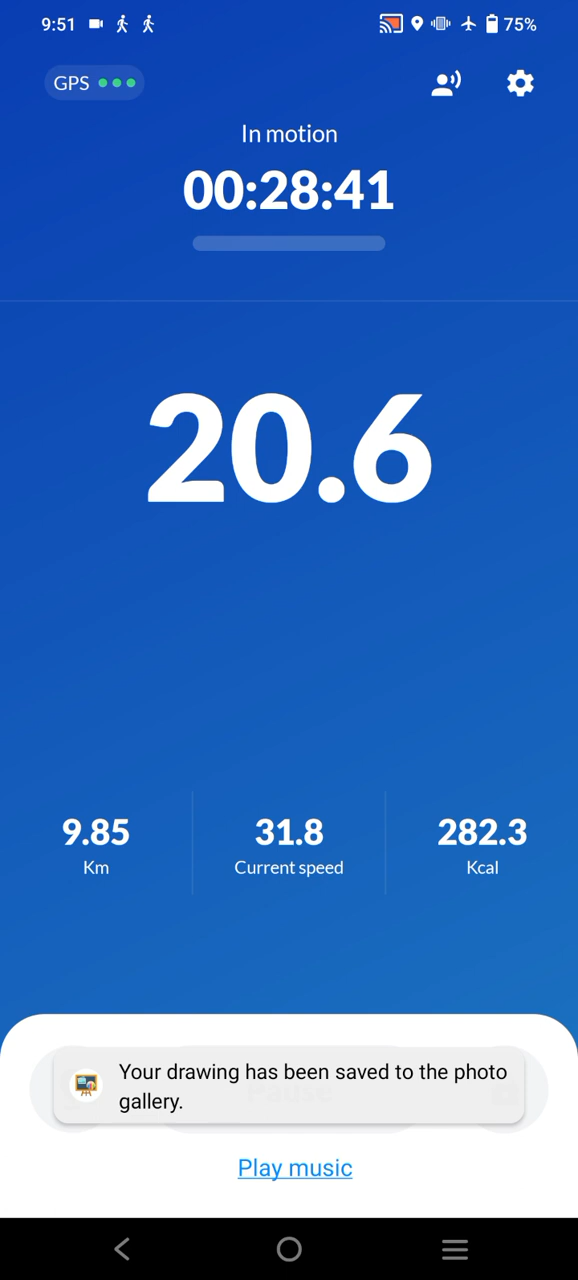 9:51
75%
GPS
In motion
00:28:41
20.6
9.85
Km
31.8
Current speed
282.3
Kcal
Your drawing has been saved to the photo
gallery.
Pause
Play music